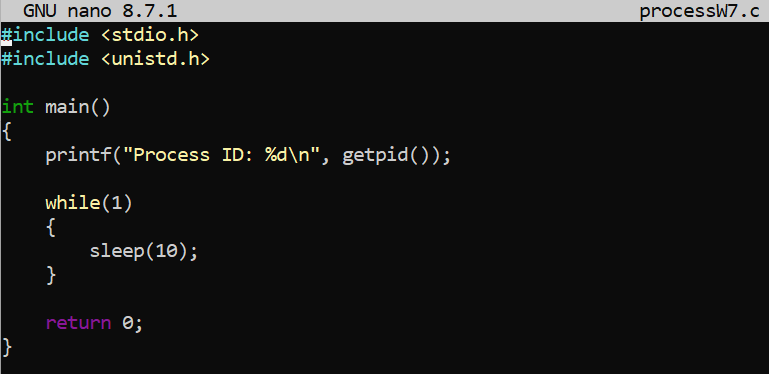 GNU nano 8.7.1 processW7.c
#include <stdio.h>
#include <unistd.h>
int main()
{
    printf("Process ID: %d\n", getpid());
    while(1)
    {
        sleep(10);
    }
    return 0;
}